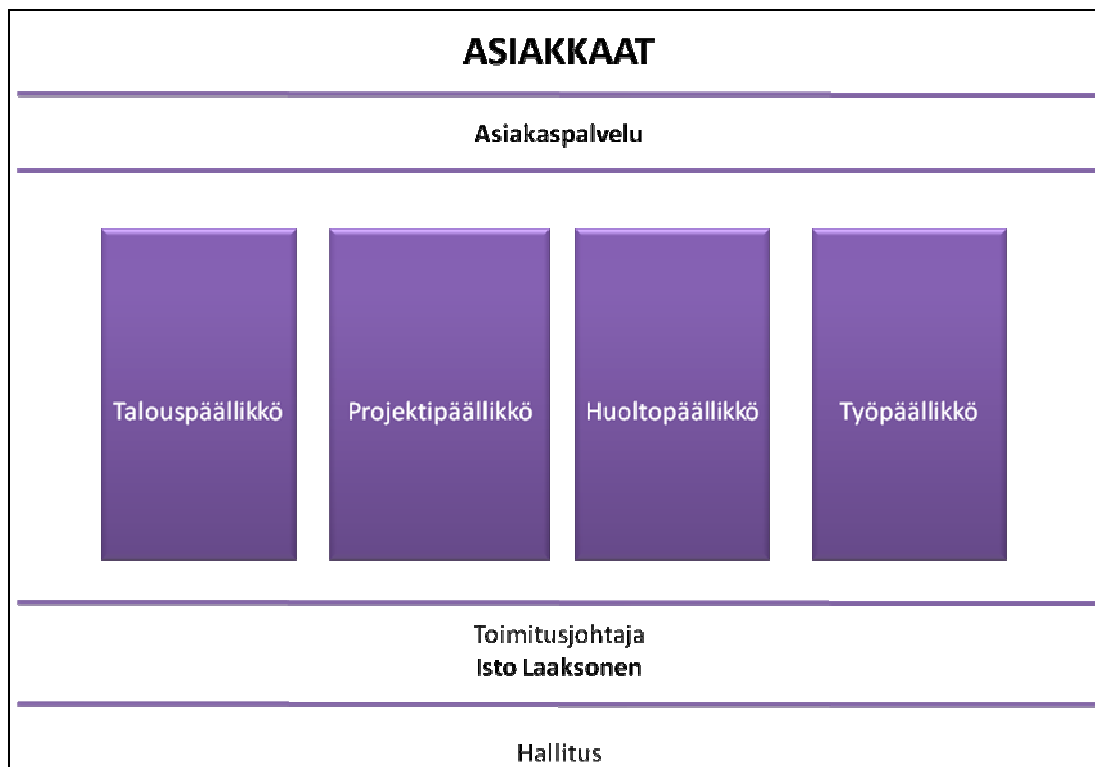 ASIAKKAAT
Asiakaspalvelu
Talouspäällikkö
Projektipäällikkö
Huoltopäällikkö
Työpäällikkö
Toimitusjohtaja
Isto Laaksonen
Hallitus